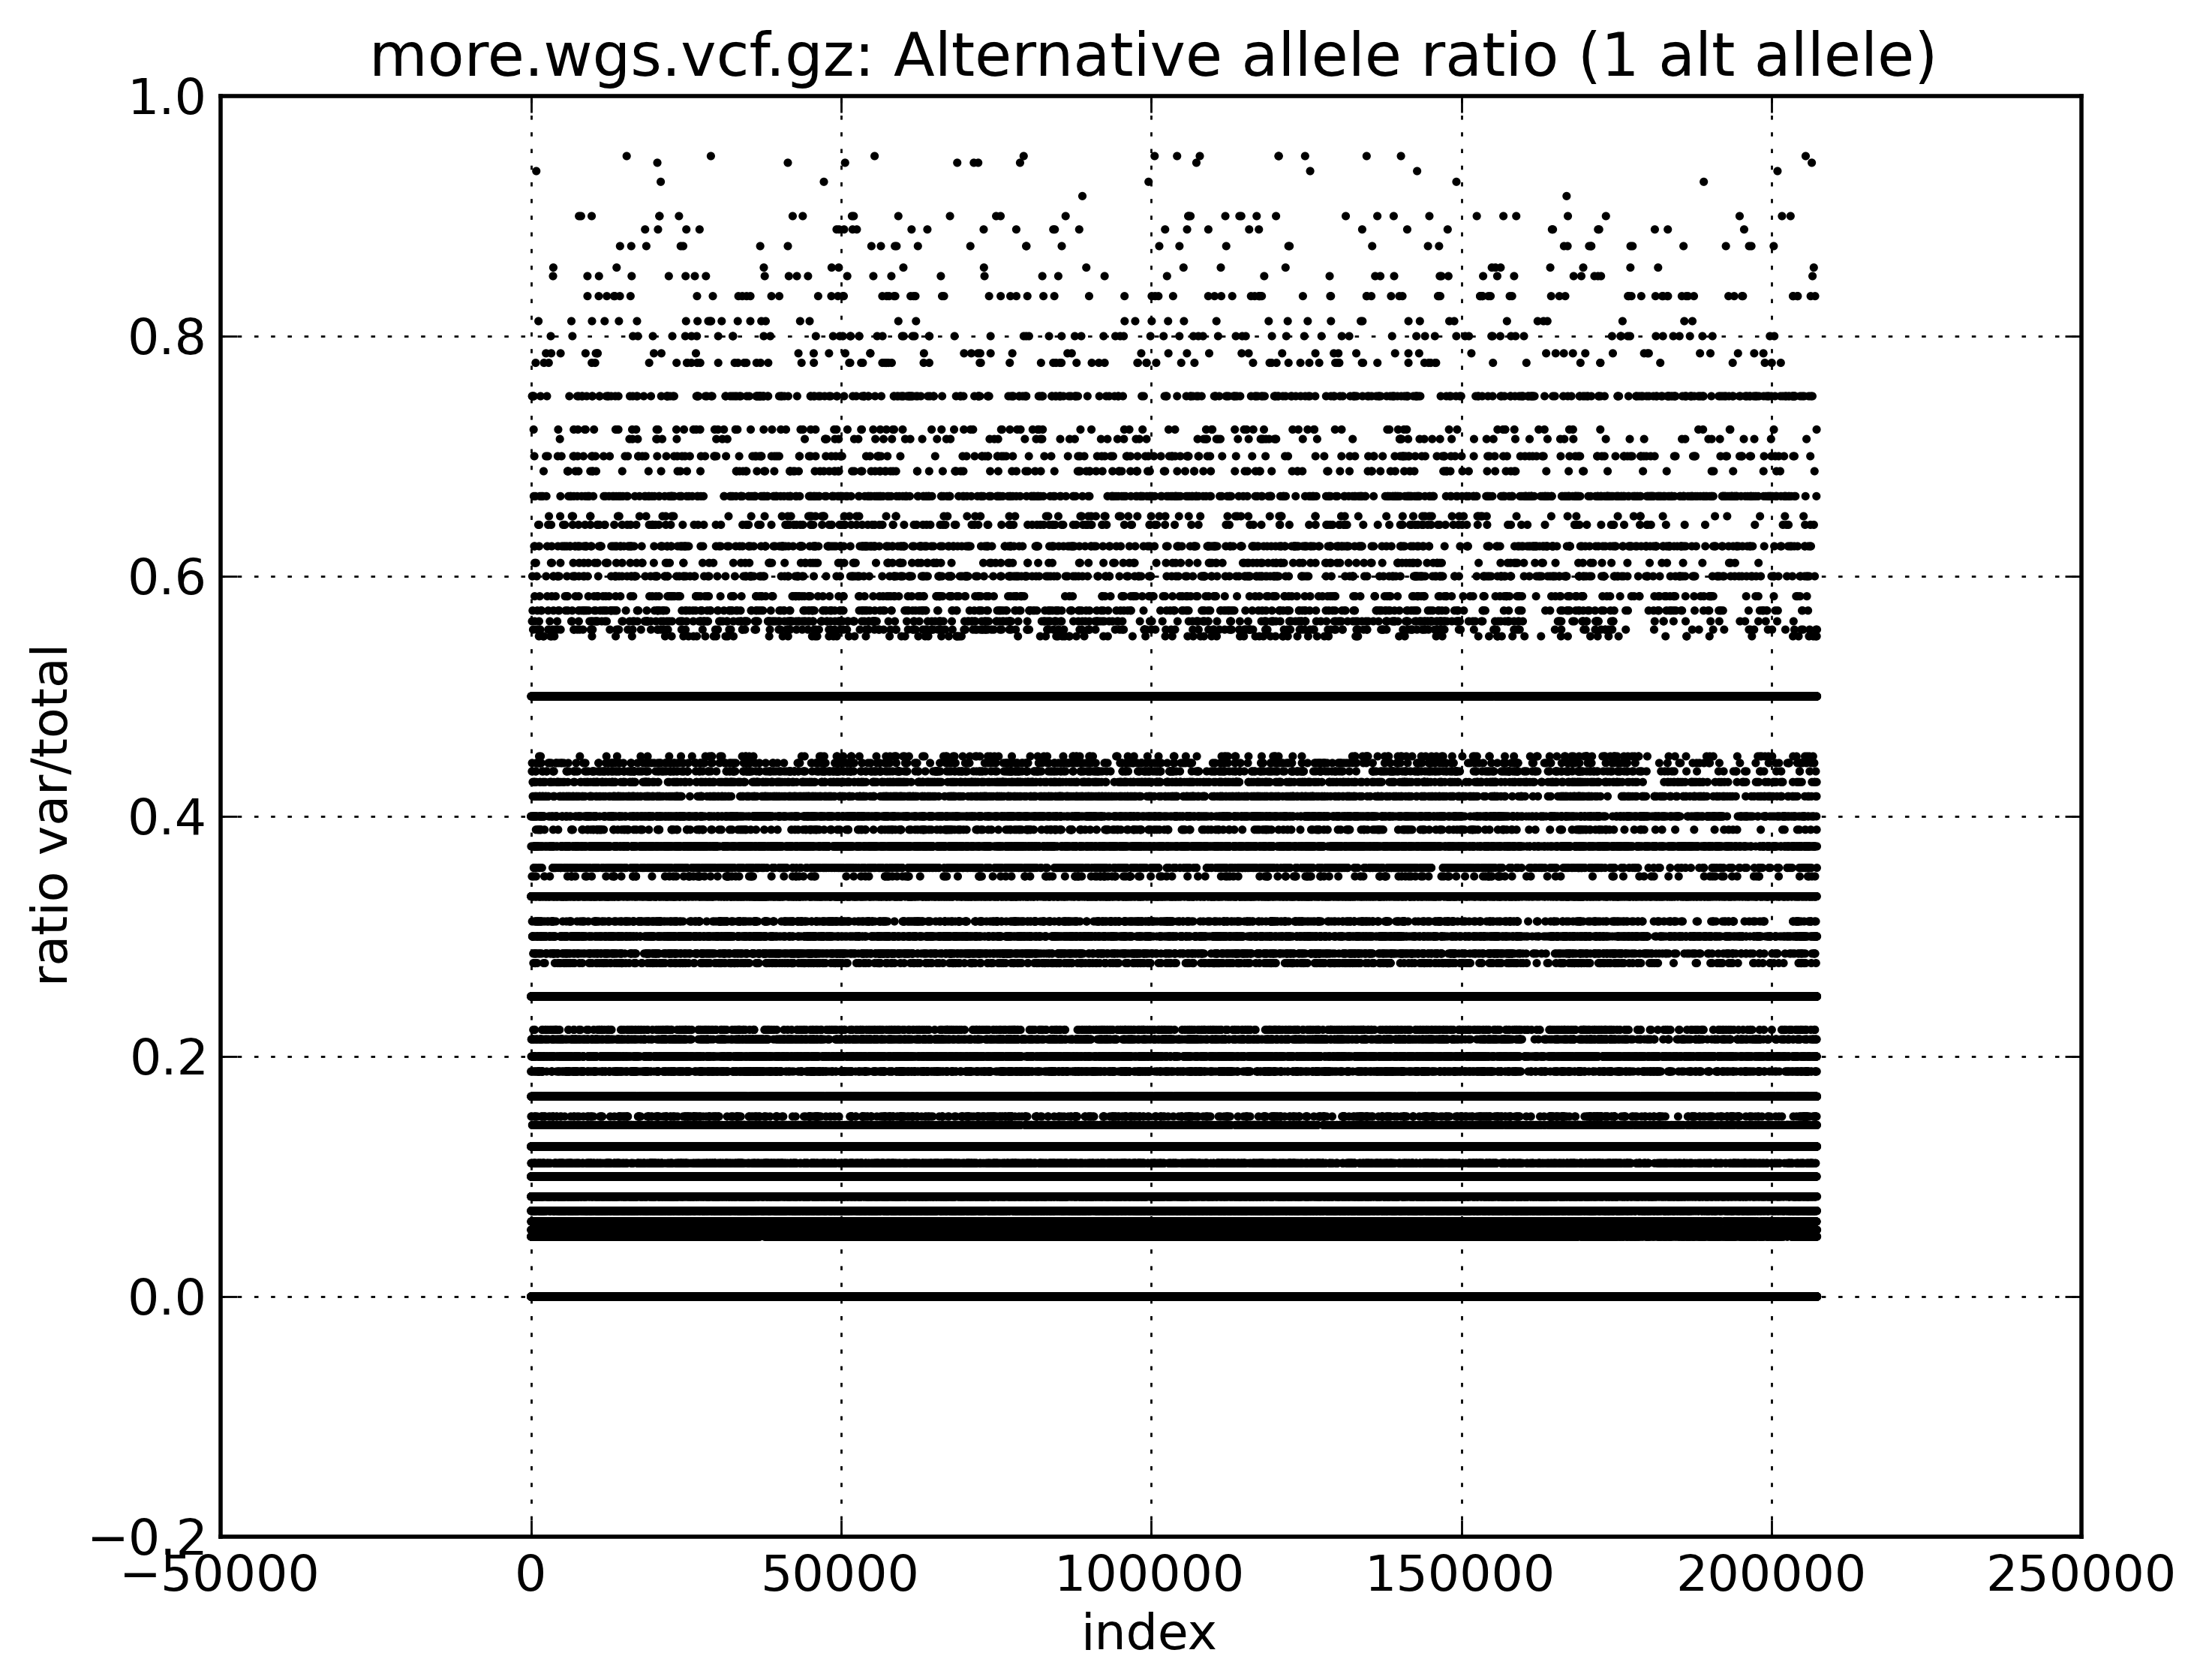 more.wgs.vcf.gz: Alternative allele ratio (1 alt allele)
1.0
0.8
0.6
0.4
0.2
0.0
−0.2
ratio var/total
−50000 0 50000 100000 150000 200000 250000
index